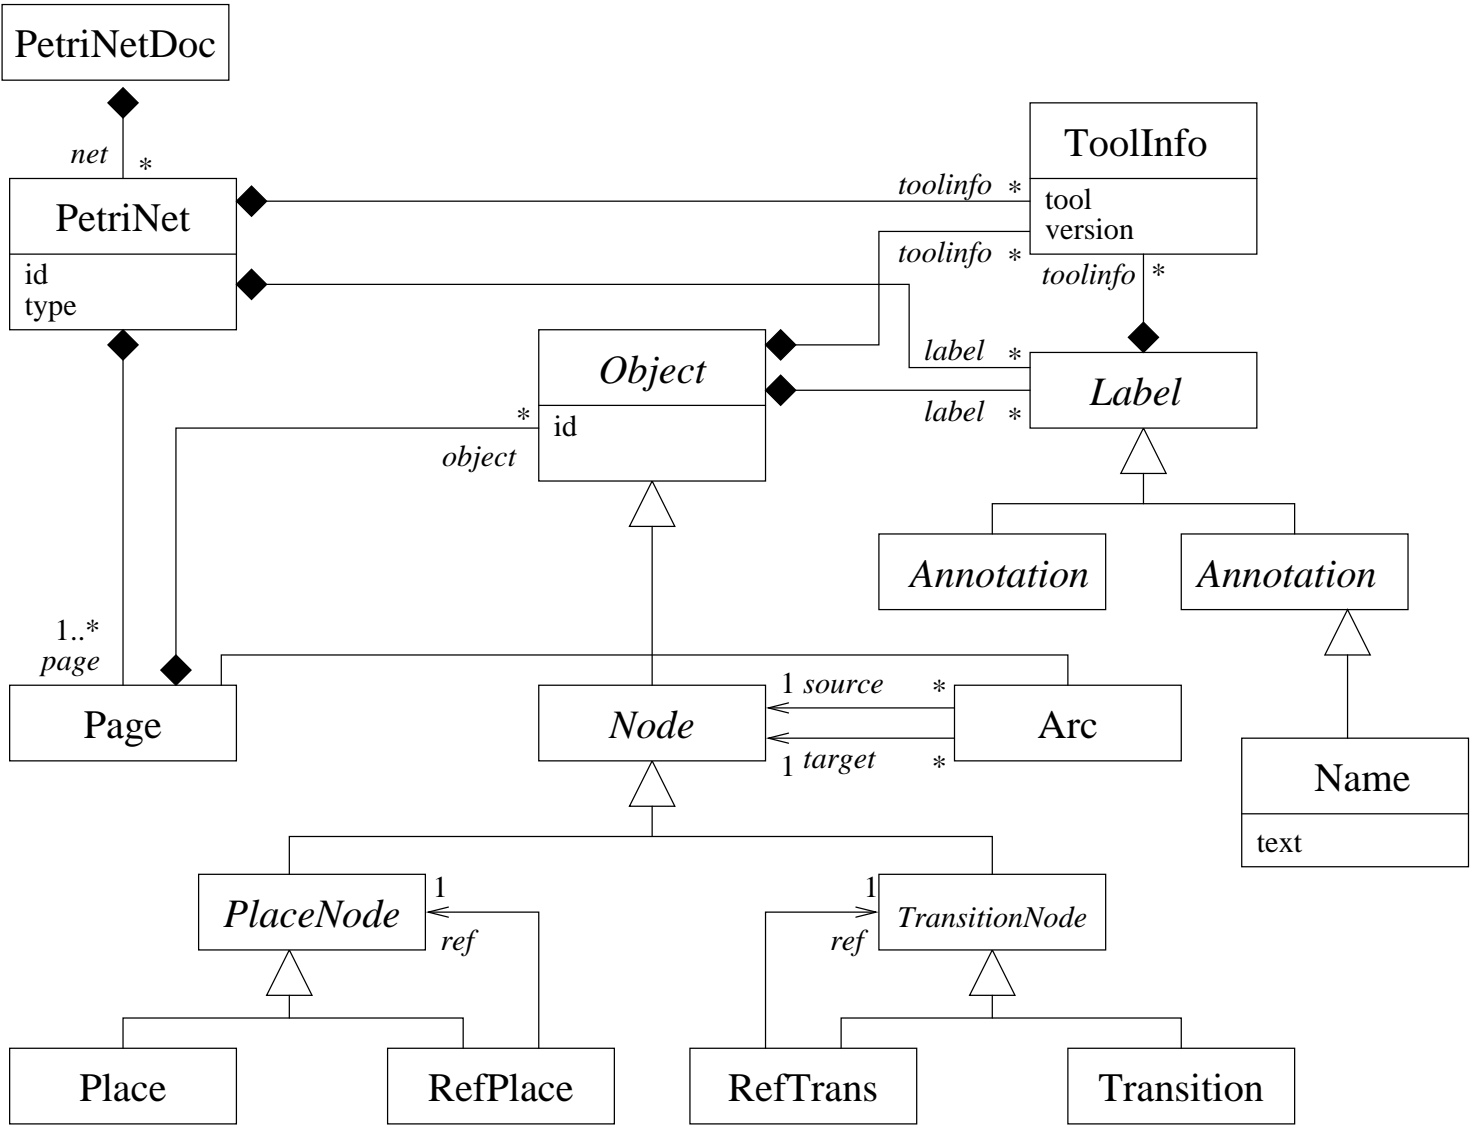 PetriNetDoc
net *
PetriNet
id
type
ToolInfo
tool
version
toolinfo *
toolinfo *
toolinfo *
label *
label *
Object
id
* 
object
Label
Annotation
Annotation
1..*
page
Page
Node
1 source *
1 target *
Arc
Name
text
PlaceNode
1
ref
TransitionNode
1
ref
Place
RefPlace
RefTrans
Transition